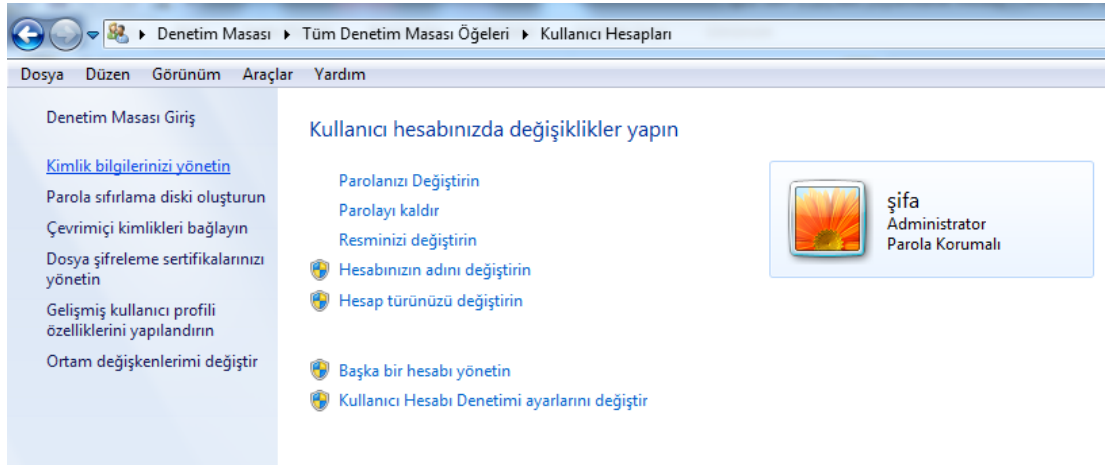 Denetim Masası ▸ Tüm Denetim Masası Öğeleri ▸ Kullanıcı Hesapları
Dosya Düzen Görünüm Araçlar Yardım
Denetim Masası Giriş
Kimlik bilgilerinizi yönetin
Parola sıfırlama diski oluşturun
Çevrimiçi kimlikleri bağlayın
Dosya şifreleme sertifikalarınızı
yönetin
Gelişmiş kullanıcı profili
özelliklerini yapılandırın
Ortam değişkenlerimi değiştir
Kullanıcı hesabınızda değişiklikler yapın
Parolanızı Değiştirin
Parolayı kaldır
Resminizi değiştirin
Hesabınızın adını değiştirin
Hesap türünüzü değiştirin
Başka bir hesabı yönetin
Kullanıcı Hesabı Denetimi ayarlarını değiştir
şifa
Administrator
Parola Korumalı